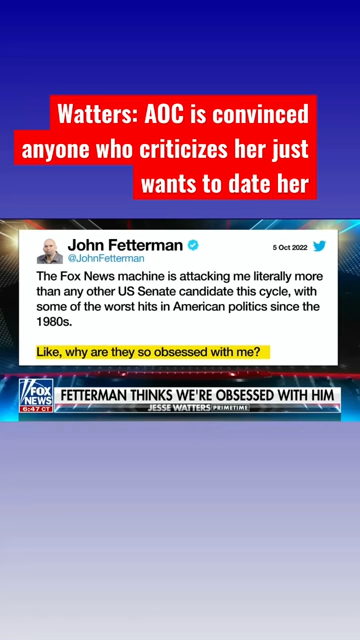 Watters: AOC is convinced
anyone who criticizes her just
wants to date her
John Fetterman
@JohnFetterman
5 Oct 2022
The Fox News machine is attacking me literally more
than any other US Senate candidate this cycle, with
some of the worst hits in American politics since the
1980s.
Like, why are they so obsessed with me?
FOX
NEWS
6:47 CT
FETTERMAN THINKS WE'RE OBSESSED WITH HIM
JESSE WATTERS PRIMETIME